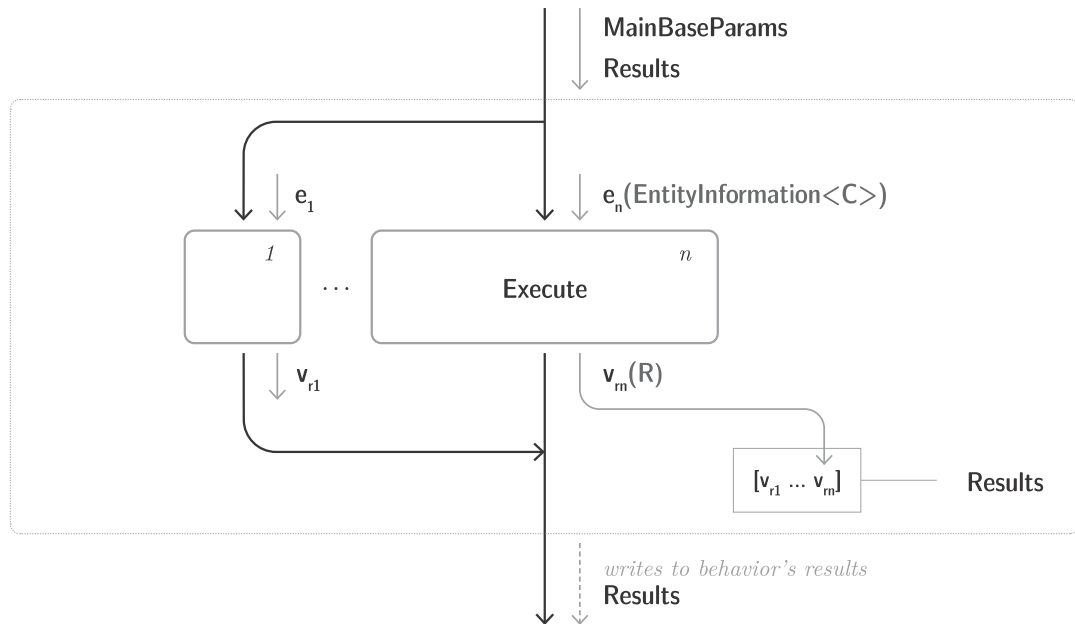 MainBaseParams
Results
e1
en(EntityInformation<C>)
1
n
...
Execute
vr1
vrn(R)
[vr1 ... vrn]
Results
writes to behavior's results
Results